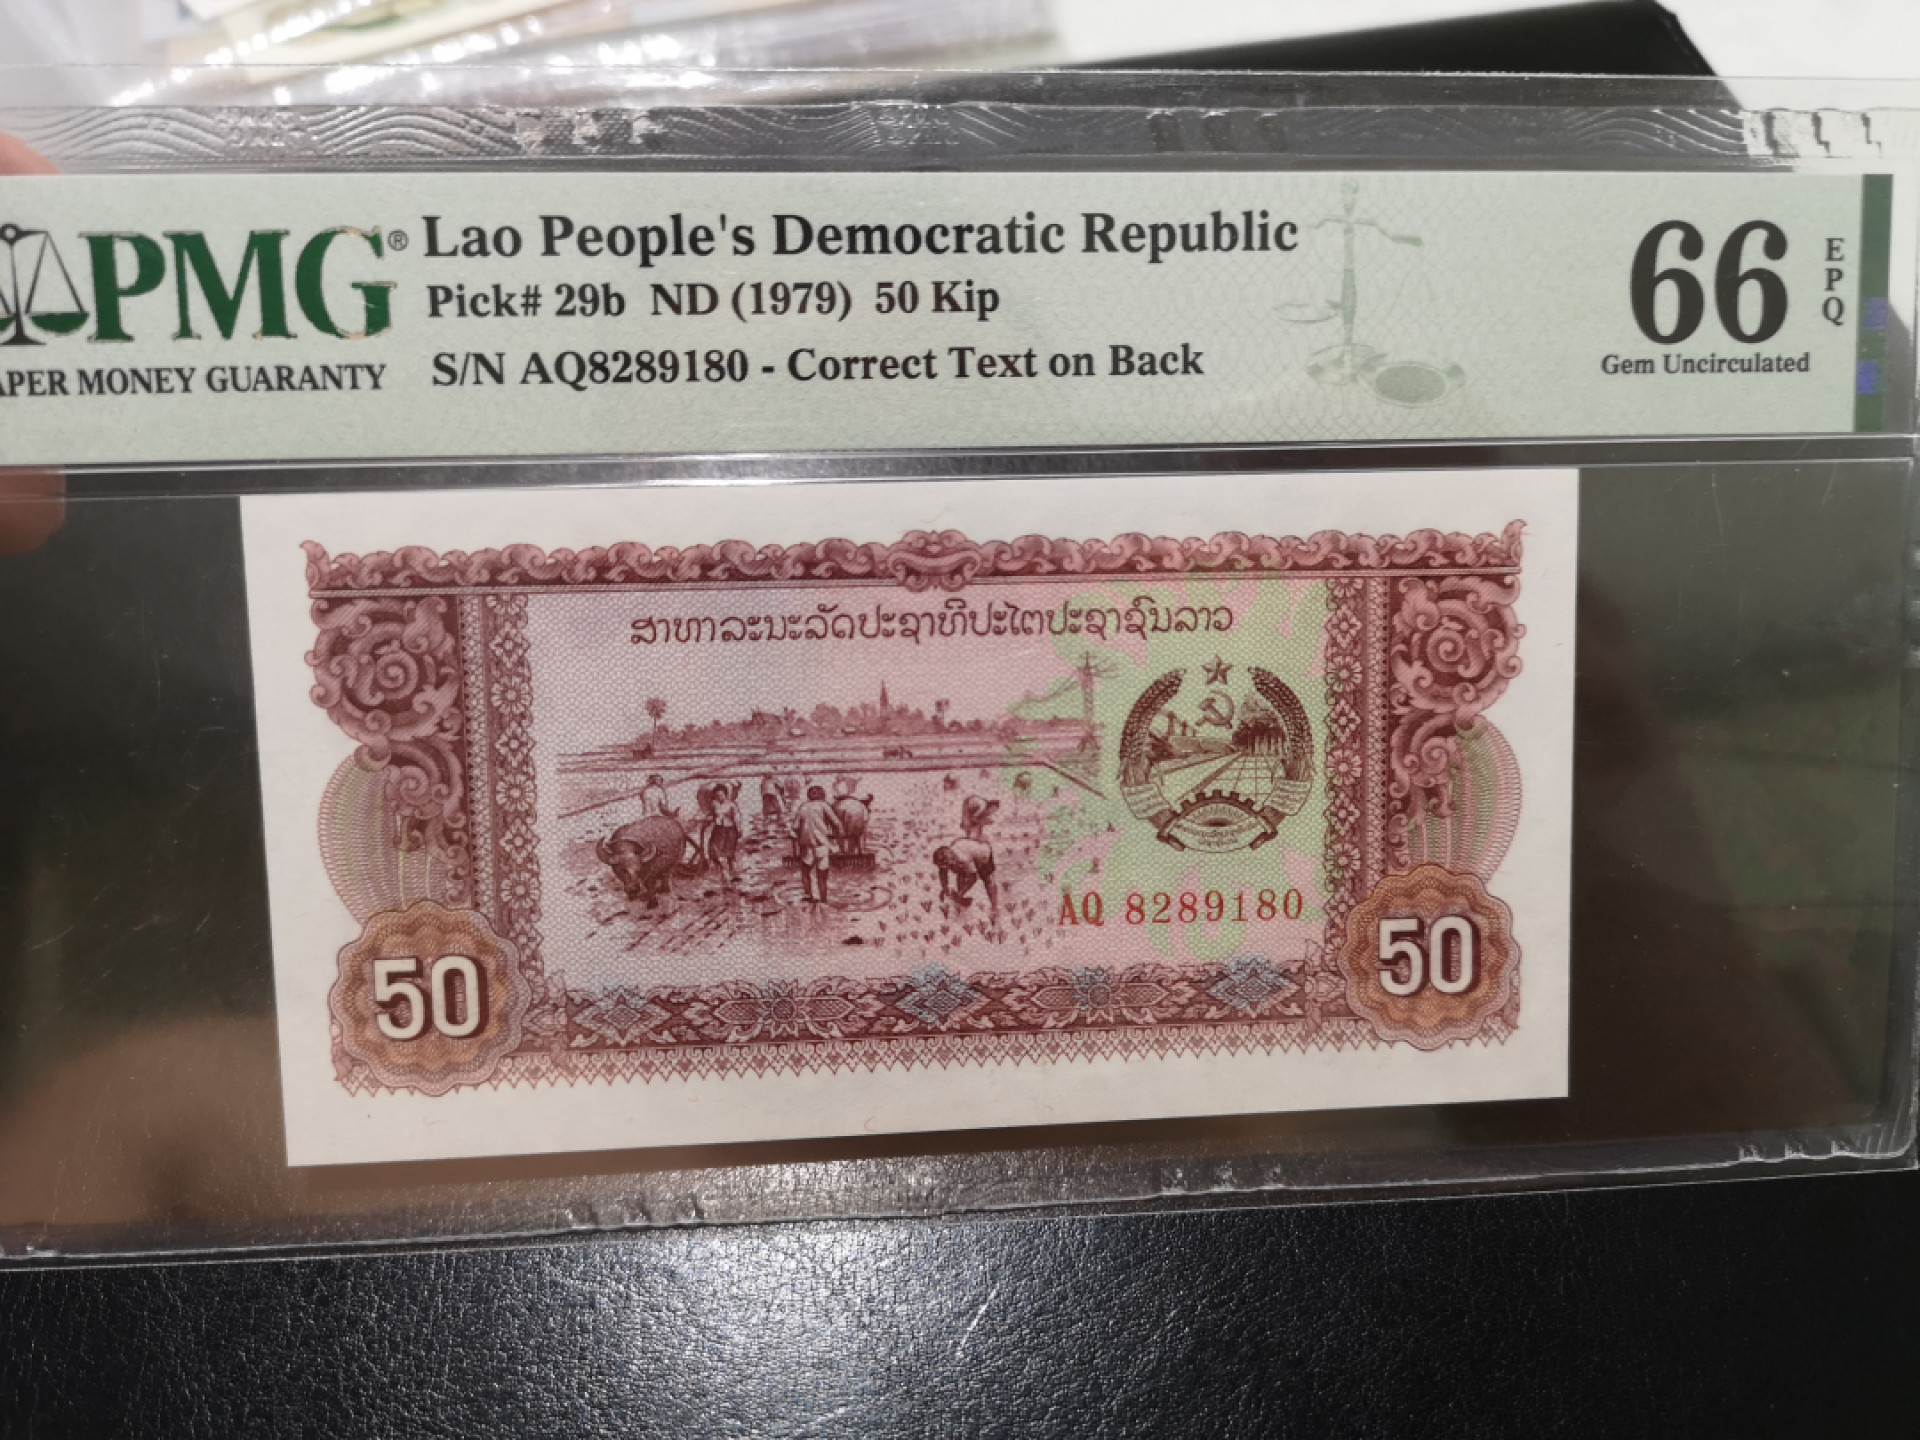 PMG® Lao People's Democratic Republic
Pick# 29b ND (1979) 50 Kip
S/N AQ8289180 - Correct Text on Back
PAPER MONEY GUARANTY
66 EPQ
Gem Uncirculated
ສາທາລະນະລັດປະຊາທິປະໄຕປະຊາຊົນລາວ
AQ 8289180
50
50